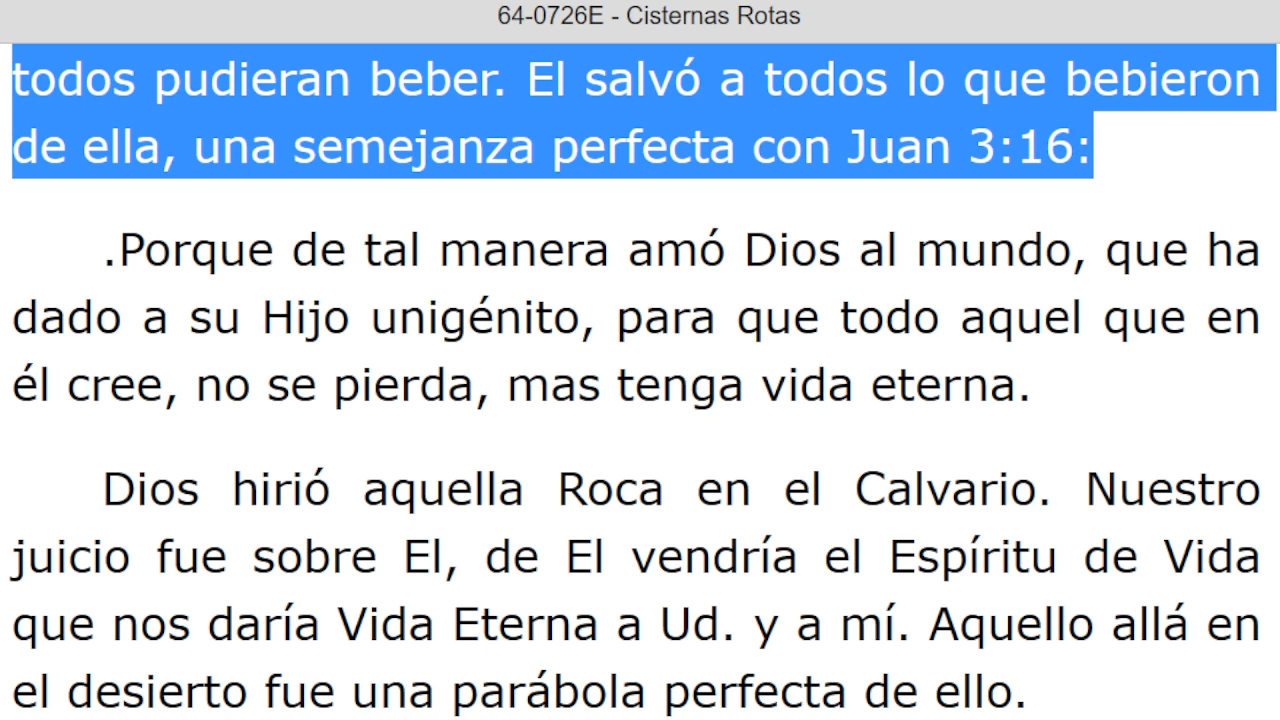 64-0726E - Cisternas Rotas
todos pudieran beber. El salvó a todos lo que bebieron
de ella, una semejanza perfecta con Juan 3:16:
.Porque de tal manera amó Dios al mundo, que ha
dado a su Hijo unigénito, para que todo aquel que en
él cree, no se pierda, mas tenga vida eterna.
Dios hirió aquella Roca en el Calvario. Nuestro
juicio fue sobre El, de El vendría el Espíritu de Vida
que nos daría Vida Eterna a Ud. y a mí. Aquello allá en
el desierto fue una parábola perfecta de ello.